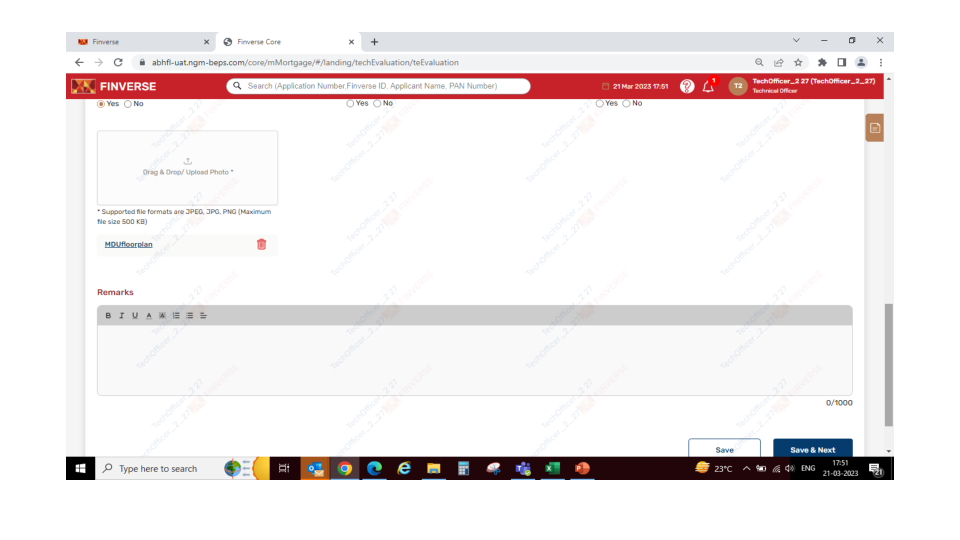 Finverse
Finverse Core
abhfl-uat.ngm-beps.com/core/mMortgage/#/landing/techEvaluation/teEvaluation
FINVERSE
Search (Application Number,Finverse ID, Applicant Name, PAN Number)
21 Mar 2023 17:51
T2
TechOfficer_2 27 (TechOfficer_2_27)
Technical Officer
Yes No
Yes No
Yes No
Drag & Drop/ Upload Photo *
* Supported file formats are JPEG, JPG, PNG (Maximum
file size 500 KB)
MDUfloorplan
Remarks
B I U A
0/1000
Save
Save & Next
Type here to search
23°C
ENG
17:51
21-03-2023